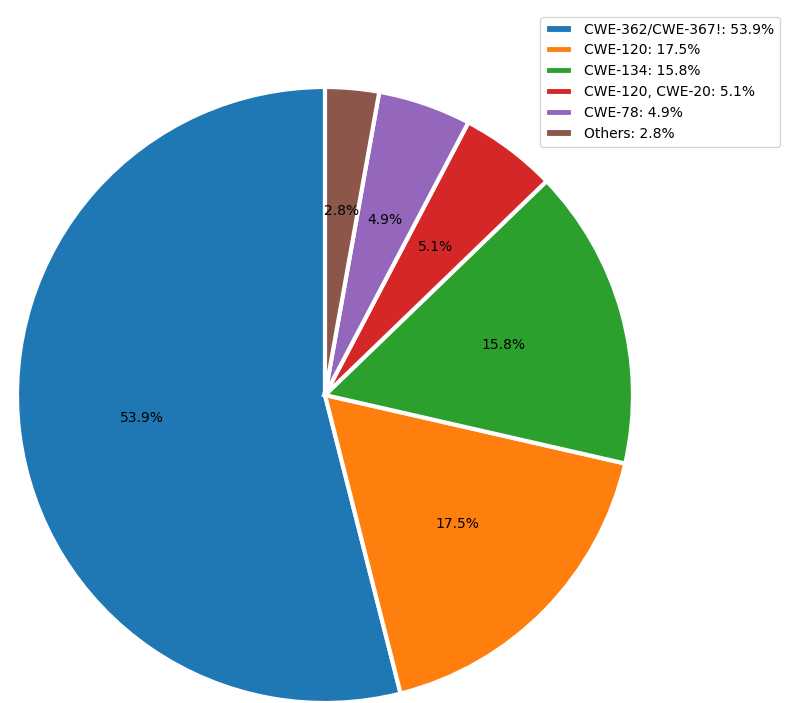 CWE-362/CWE-367!: 53.9%
CWE-120: 17.5%
CWE-134: 15.8%
CWE-120, CWE-20: 5.1%
CWE-78: 4.9%
Others: 2.8%
2.8%
4.9%
5.1%
15.8%
53.9%
17.5%